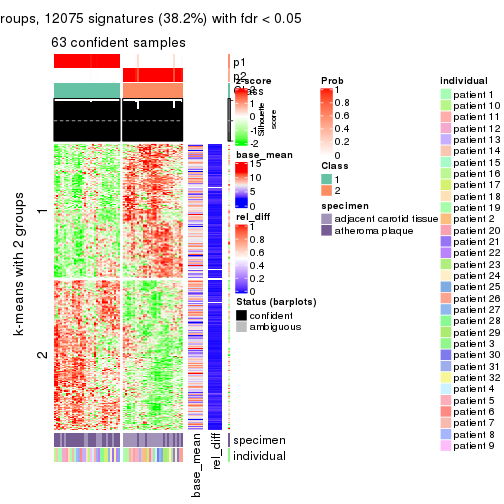 roups, 12075 signatures (38.2%) with fdr < 0.05
63 confident samples
p1
p2
Class
Silhouette
score
k-means with 2 groups
1
2
specimen
individual
base_mean
rel_diff
z-score
2
1
0
-1
-2
base_mean
15
10
5
0
rel_diff
1
0.8
0.6
0.4
0.2
0
Status (barplots)
confident
ambiguous
Prob
1
0.8
0.6
0.4
0.2
0
Class
1
2
specimen
adjacent carotid tissue
atheroma plaque
individual
patient 1
patient 10
patient 11
patient 12
patient 13
patient 14
patient 15
patient 16
patient 17
patient 18
patient 19
patient 2
patient 20
patient 21
patient 22
patient 23
patient 24
patient 25
patient 26
patient 27
patient 28
patient 29
patient 3
patient 30
patient 31
patient 32
patient 4
patient 5
patient 6
patient 7
patient 8
patient 9